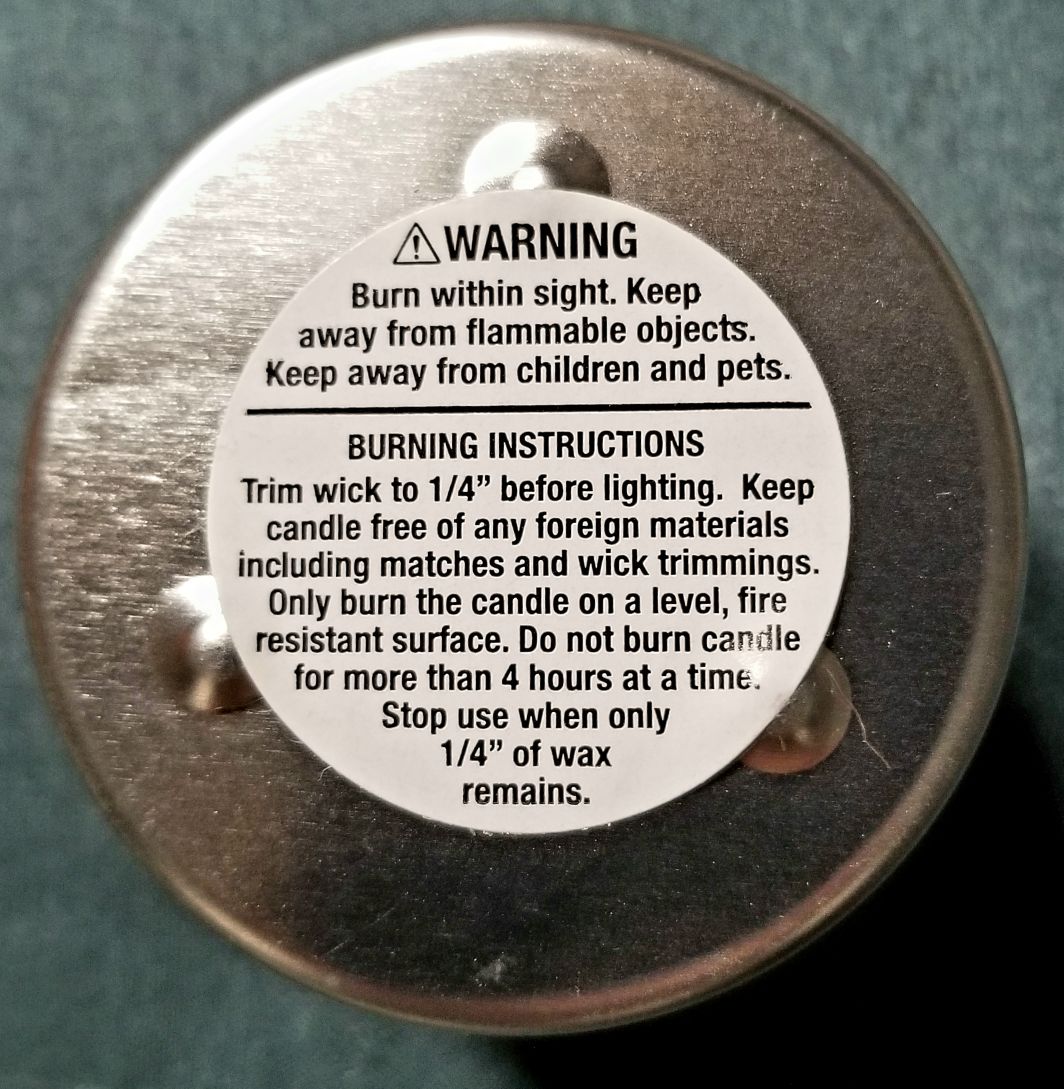 ⚠WARNING
Burn within sight. Keep
away from flammable objects.
Keep away from children and pets.
BURNING INSTRUCTIONS
Trim wick to 1/4” before lighting. Keep
candle free of any foreign materials
including matches and wick trimmings.
Only burn the candle on a level, fire
resistant surface. Do not burn candle
for more than 4 hours at a time.
Stop use when only
1/4” of wax
remains.